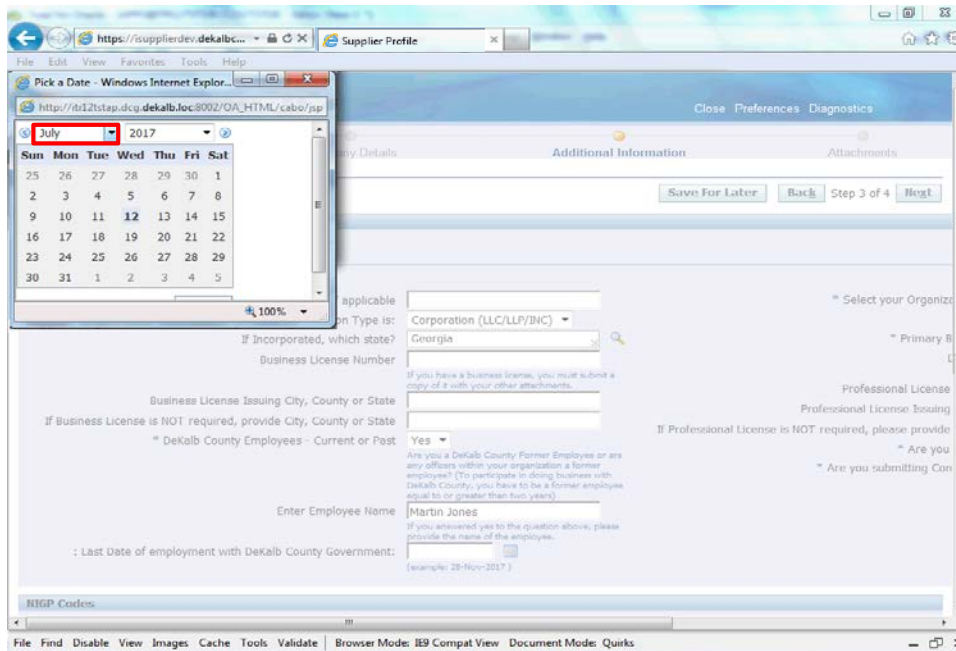 https://isupplierdev.dekalbc...
Supplier Profile
File Edit View Favorites Tools Help
Pick a Date - Windows Internet Explor...
http://itr12tstap.dcg.dekalb.loc:8002/OA_HTML/cabo/jsp
July 2017
Sun Mon Tue Wed Thu Fri Sat
25 26 27 28 29 30 1
2 3 4 5 6 7 8
9 10 11 12 13 14 15
16 17 18 19 20 21 22
23 24 25 26 27 28 29
30 31 1 2 3 4 5
100%
Close Preferences Diagnostics
ny Details Additional Information Attachments
Save For Later Back Step 3 of 4 Next
applicable
* Select your Organiza
on Type is: Corporation (LLC/LLP/INC)
If Incorporated, which state? Georgia
* Primary B
Business License Number
If you have a business license, you must submit a
copy of it with your other attachments.
Professional License
Business License Issuing City, County or State
Professional License Issuing
If Business License is NOT required, provide City, County or State
If Professional License is NOT required, please provide
* DeKalb County Employees - Current or Past Yes
* Are you
Are you a DeKalb County Former Employee or are
any officers within your organization a former
employee? (To participate in doing business with
DeKalb County, you have to be a former employee
equal to or greater than two years)
* Are you submitting Con
Enter Employee Name Martin Jones
If you answered yes to the question above, please
provide the name of the employee.
: Last Date of employment with DeKalb County Government:
(example: 28-Nov-2017 )
NIGP Codes
File Find Disable View Images Cache Tools Validate Browser Mode: IE9 Compat View Document Mode: Quirks